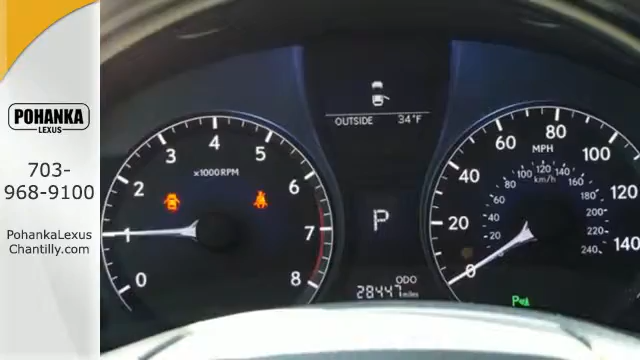 POHANKA
LEXUS
703-
968-9100
PohankaLexus
Chantilly.com
OUTSIDE 34°F
x1000RPM
0 1 2 3 4 5 6 7 8
P
ODO
28447 miles
MPH
0 20 40 60 80 100 120 140
km/h
20 40 60 80 100 120 140 160 180 200 220 240
P